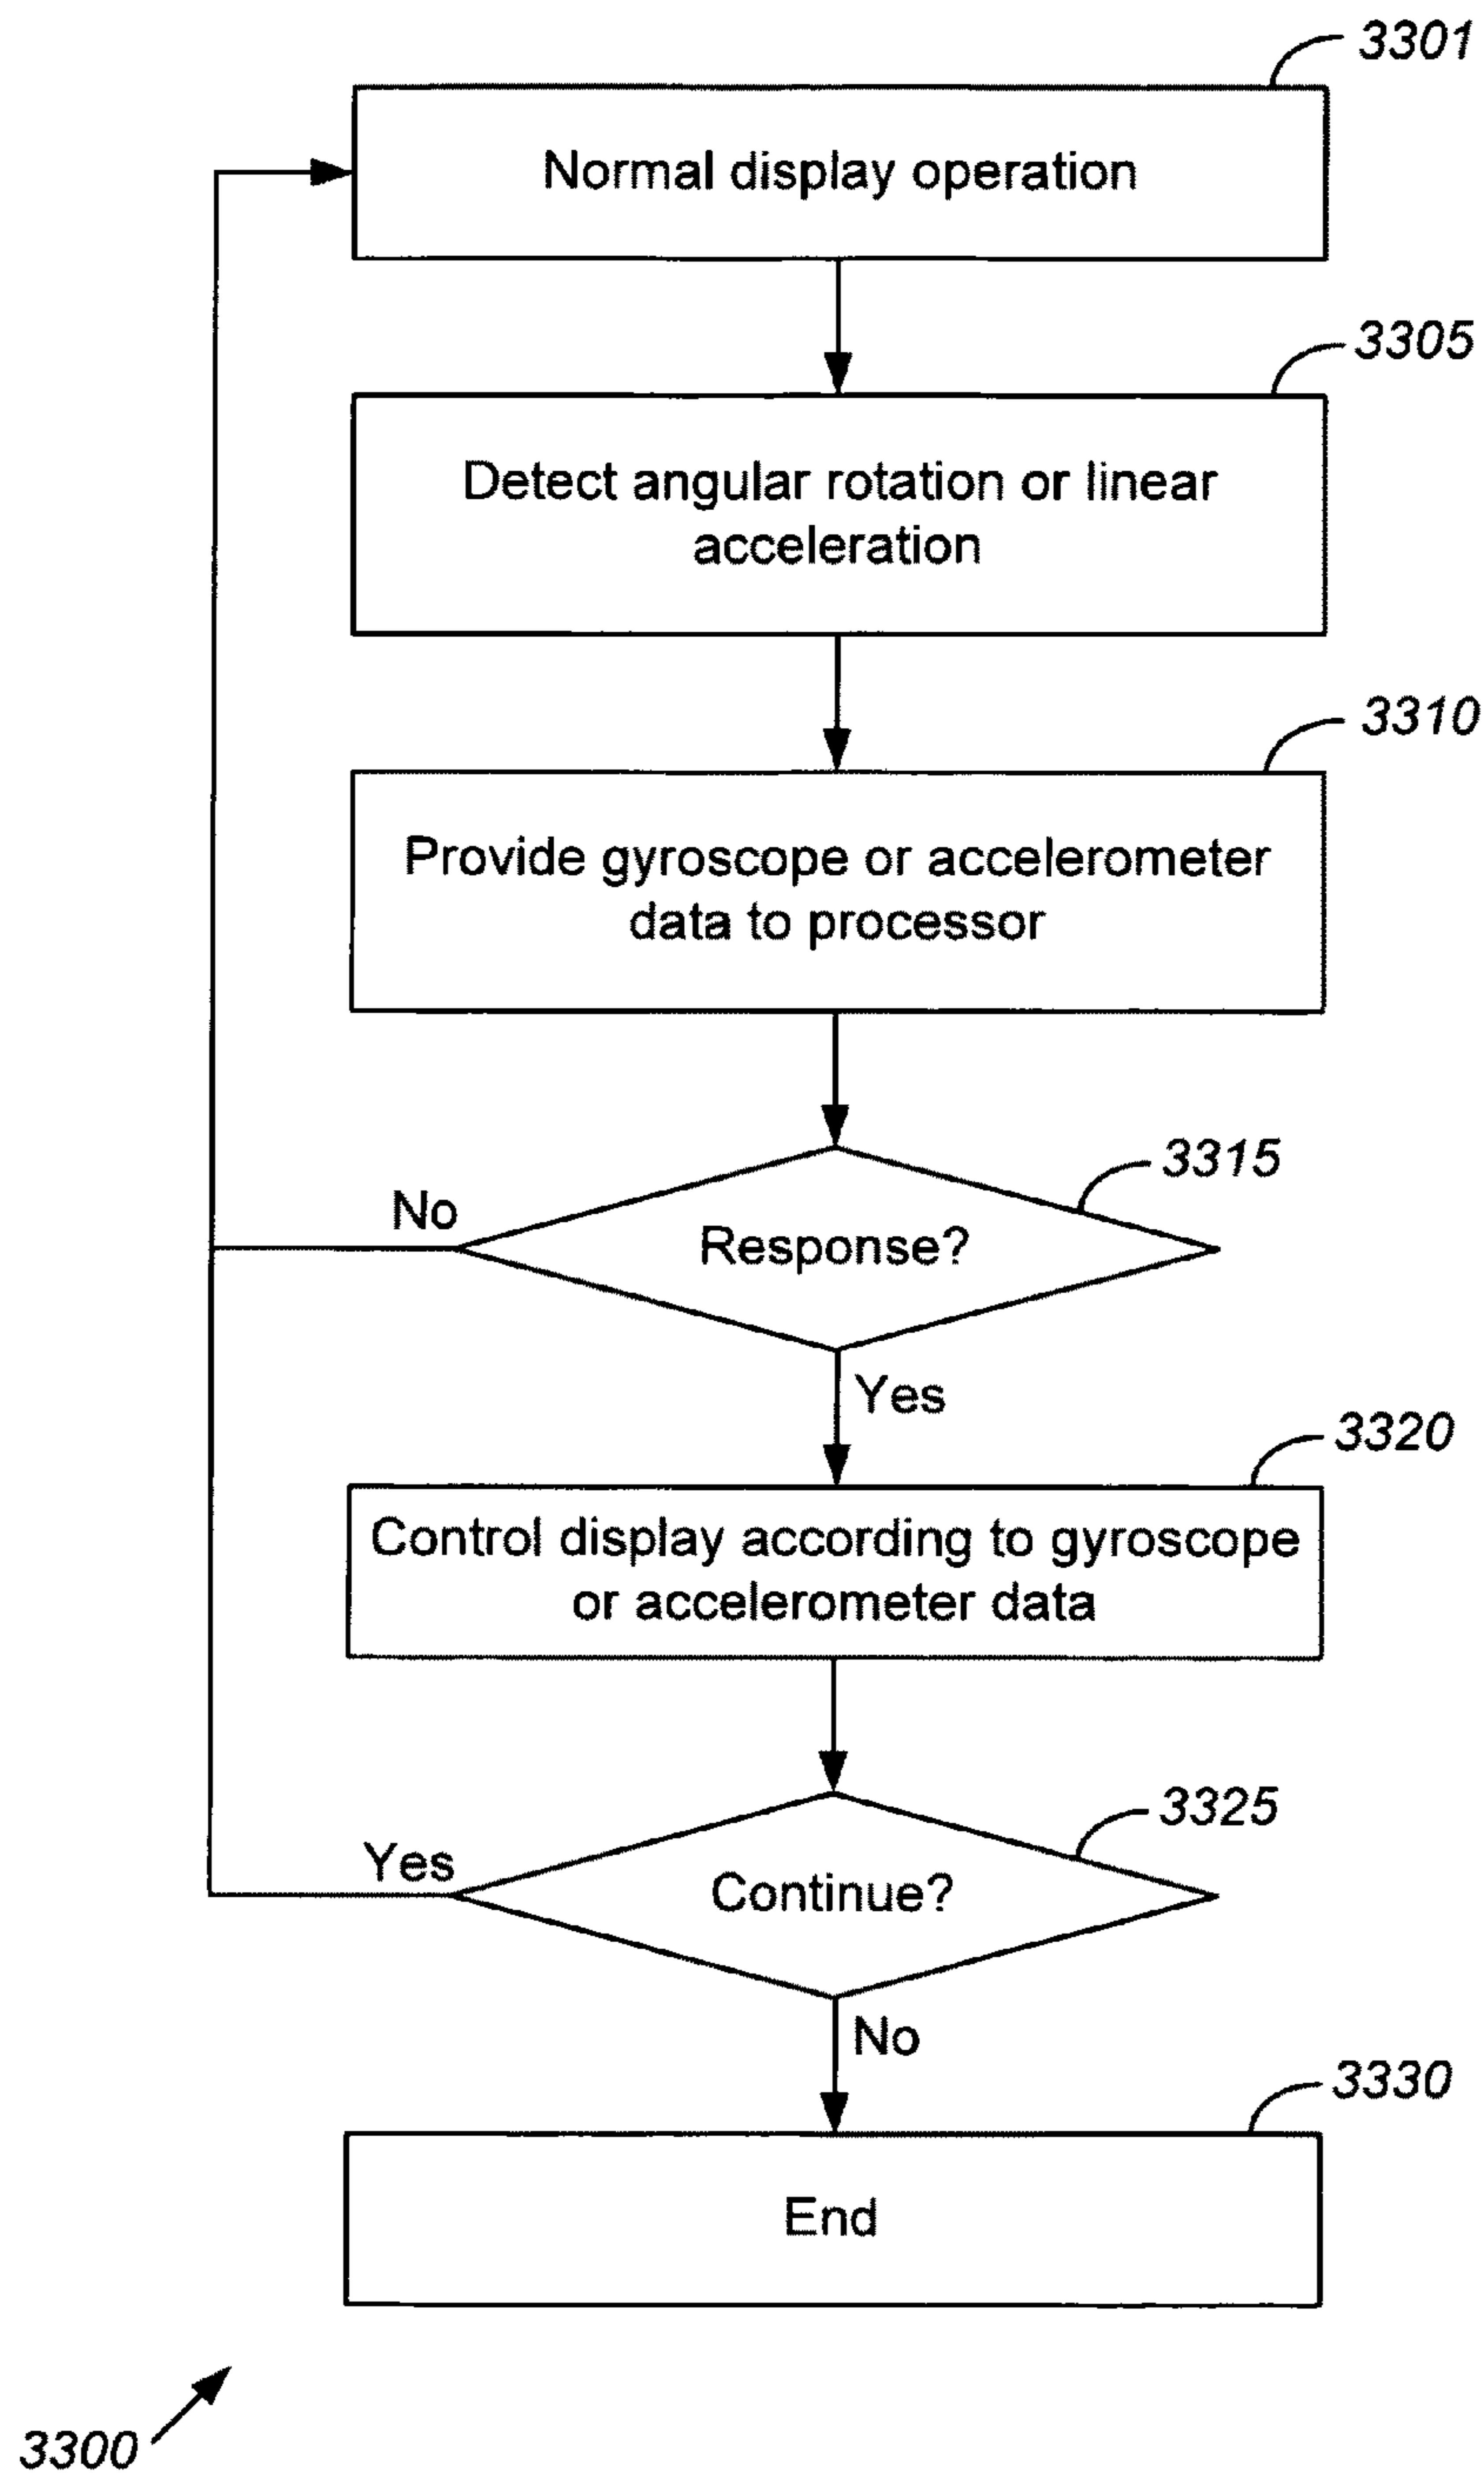 3301
Normal display operation
3305
Detect angular rotation or linear
acceleration
3310
Provide gyroscope or accelerometer
data to processor
3315
No
Response?
Yes
3320
Control display according to gyroscope
or accelerometer data
3325
Yes
Continue?
No
3330
End
3300